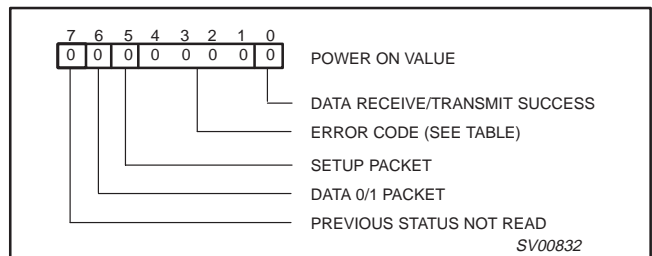 7 6 5 4 3 2 1 0
0 0 0 0 0 0 0 0 POWER ON VALUE
DATA RECEIVE/TRANSMIT SUCCESS
ERROR CODE (SEE TABLE)
SETUP PACKET
DATA 0/1 PACKET
PREVIOUS STATUS NOT READ
SV00832